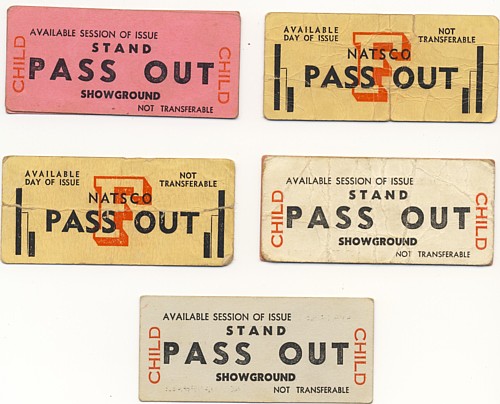 CHILD
AVAILABLE SESSION OF ISSUE
STAND
PASS OUT
SHOWGROUND
NOT TRANSFERABLE
CHILD
AVAILABLE DAY OF ISSUE
NOT TRANSFERABLE
F
NATSCO
PASS OUT
AVAILABLE DAY OF ISSUE
NOT TRANSFERABLE
F
NATSCO
PASS OUT
CHILD
AVAILABLE SESSION OF ISSUE
STAND
PASS OUT
SHOWGROUND
NOT TRANSFERABLE
CHILD
CHILD
AVAILABLE SESSION OF ISSUE
STAND
PASS OUT
SHOWGROUND
NOT TRANSFERABLE
CHILD